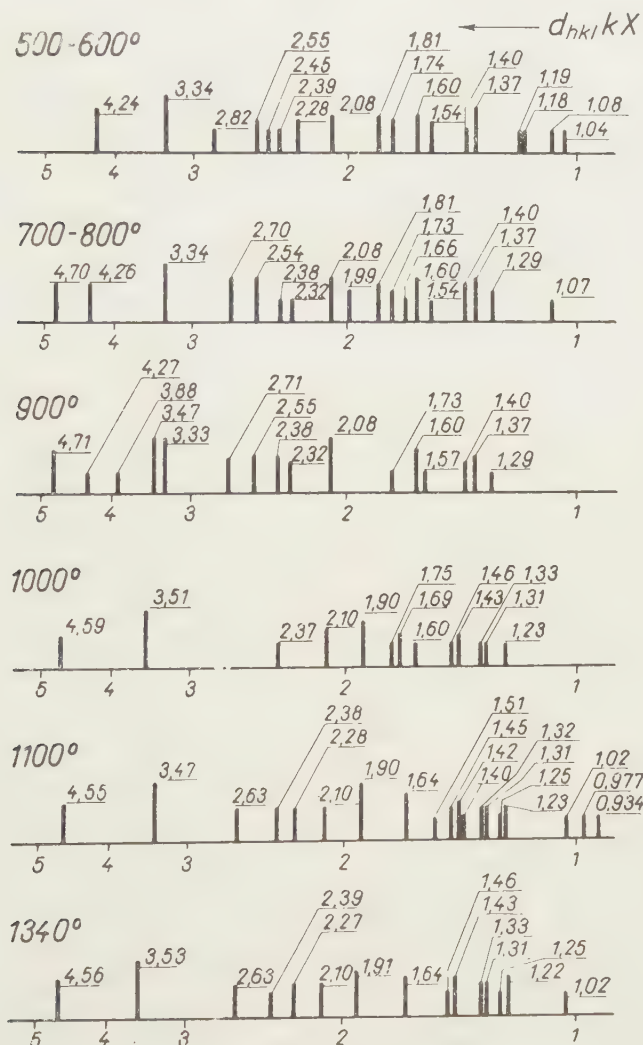 d_hkl kX
500-600°
4,24 3,34 2,82 2,55 2,45 2,39 2,28 2,08 1,81 1,74 1,60 1,54 1,40 1,37 1,19 1,18 1,08 1,04
5 4 3 2 1
700-800°
4,70 4,26 3,34 2,70 2,54 2,38 2,32 2,08 1,99 1,81 1,73 1,66 1,60 1,54 1,40 1,37 1,29 1,07
5 4 3 2 1
900°
4,71 4,27 3,88 3,47 3,33 2,71 2,55 2,38 2,32 2,08 1,73 1,60 1,57 1,40 1,37 1,29
5 4 3 2 1
1000°
4,59 3,51 2,37 2,10 1,90 1,75 1,69 1,60 1,46 1,43 1,33 1,31 1,23
5 4 3 2 1
1100°
4,55 3,47 2,63 2,38 2,28 2,10 1,90 1,64 1,51 1,45 1,42 1,40 1,32 1,31 1,25 1,23 1,02 0,977 0,934
5 4 3 2 1
1340°
4,56 3,53 2,63 2,39 2,27 2,10 1,91 1,64 1,46 1,43 1,33 1,31 1,25 1,22 1,02
5 4 3 2 1